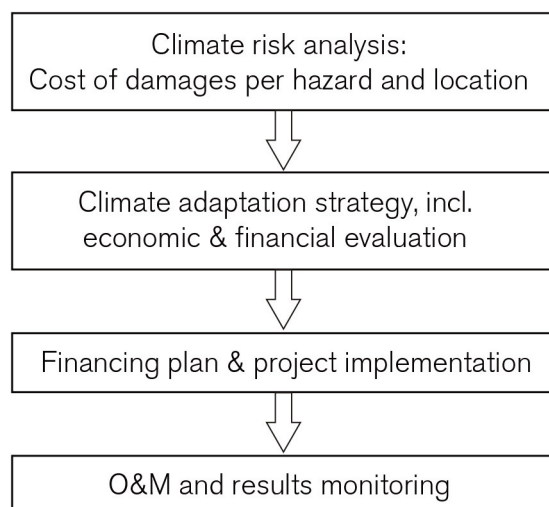 Climate risk analysis:
Cost of damages per hazard and location
Climate adaptation strategy, incl.
economic & financial evaluation
Financing plan & project implementation
O&M and results monitoring